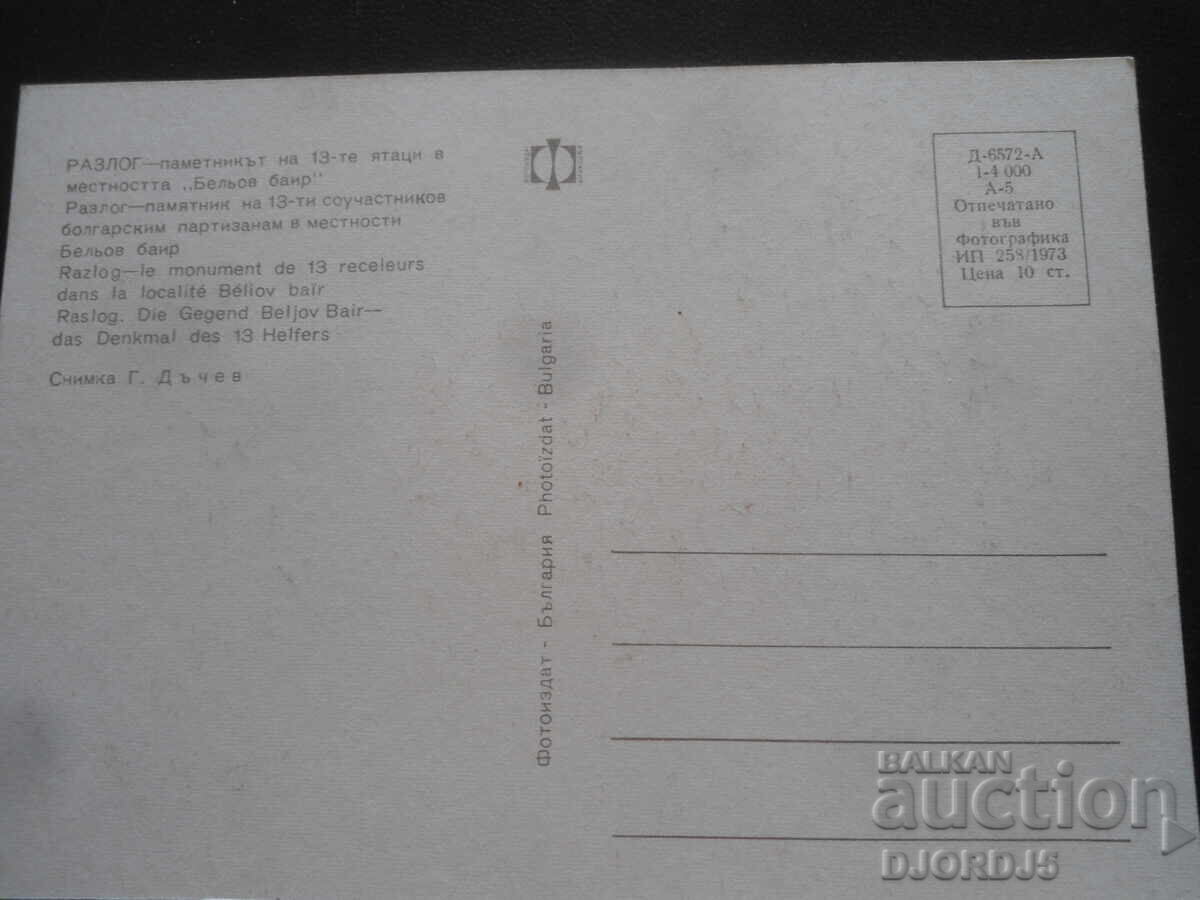 РАЗЛОГ—паметникът на 13-те ятаци в
местността „Бельов баир"
Разлог—памятник на 13-ти соучастников
болгарским партизанам в местности
Бельов баир
Razlog—le monument de 13 receleurs
dans la localité Béliov baïr
Raslog. Die Gegend Beljov Bair—
das Denkmal des 13 Helfers
Снимка Г. Дъчев
Фотоиздат - България Photoïzdat - Bulgaria
Д-6572-А
1-4 000
А-5
Отпечатано
във
Фотографика
ИП 258/1973
Цена 10 ст.
BALKAN
auction
DJORDJ5